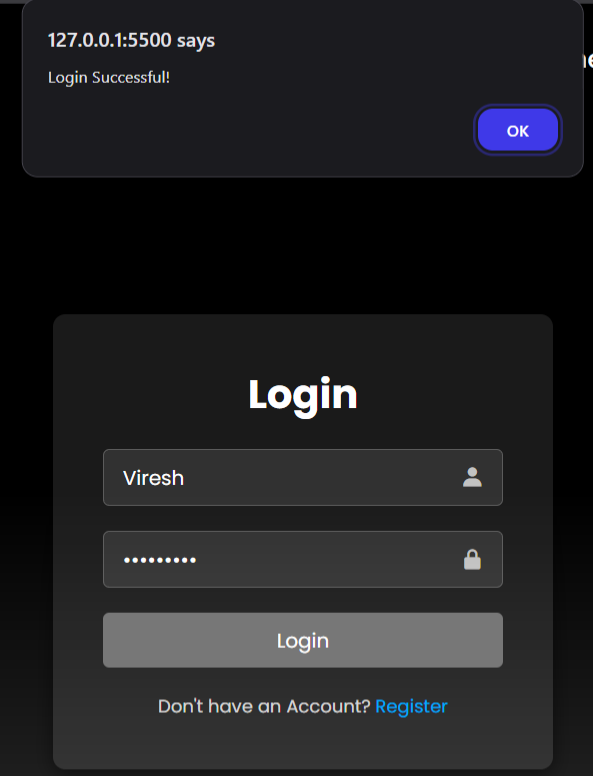 127.0.0.1:5500 says
Login Successful!
OK
Login
Viresh
•••••••••
Login
Don't have an Account? Register